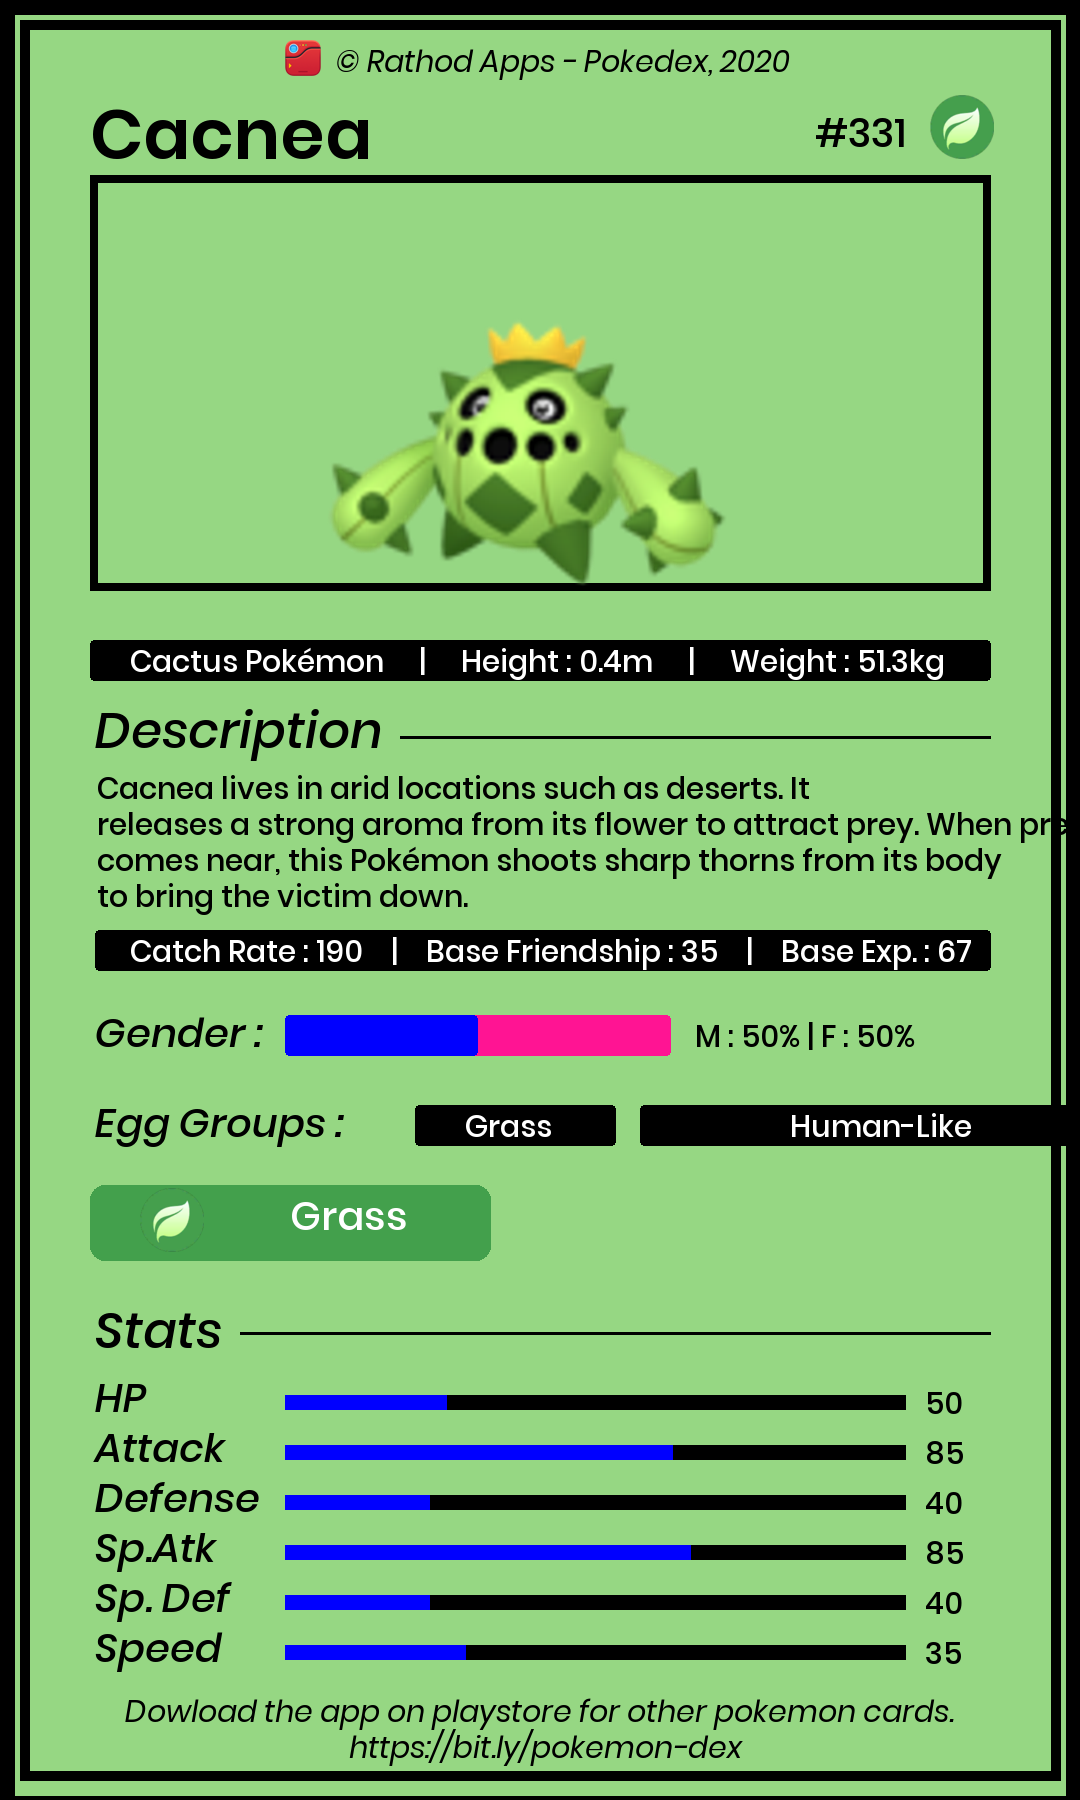 © Rathod Apps - Pokedex, 2020
Cacnea #331
Cactus Pokémon | Height : 0.4m | Weight : 51.3kg
Description
Cacnea lives in arid locations such as deserts. It
releases a strong aroma from its flower to attract prey. When pre
comes near, this Pokémon shoots sharp thorns from its body
to bring the victim down.
Catch Rate : 190 | Base Friendship : 35 | Base Exp. : 67
Gender : M : 50% | F : 50%
Egg Groups : Grass Human-Like
Grass
Stats
HP 50
Attack 85
Defense 40
Sp.Atk 85
Sp. Def 40
Speed 35
Dowload the app on playstore for other pokemon cards.
https://bit.ly/pokemon-dex